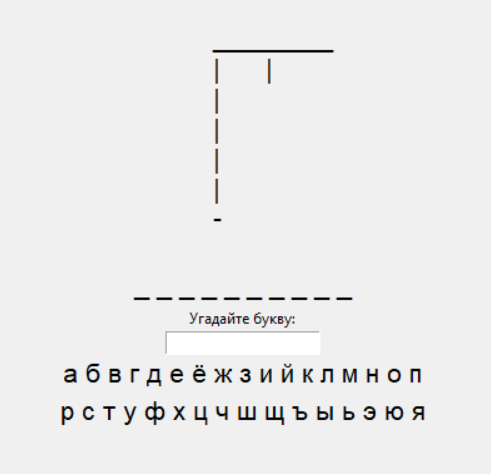 _ _ _ _ _ _ _ _ _ _
Угадайте букву:
а б в г д е ё ж з и й к л м н о п
р с т у ф х ц ч ш щ ъ ы ь э ю я